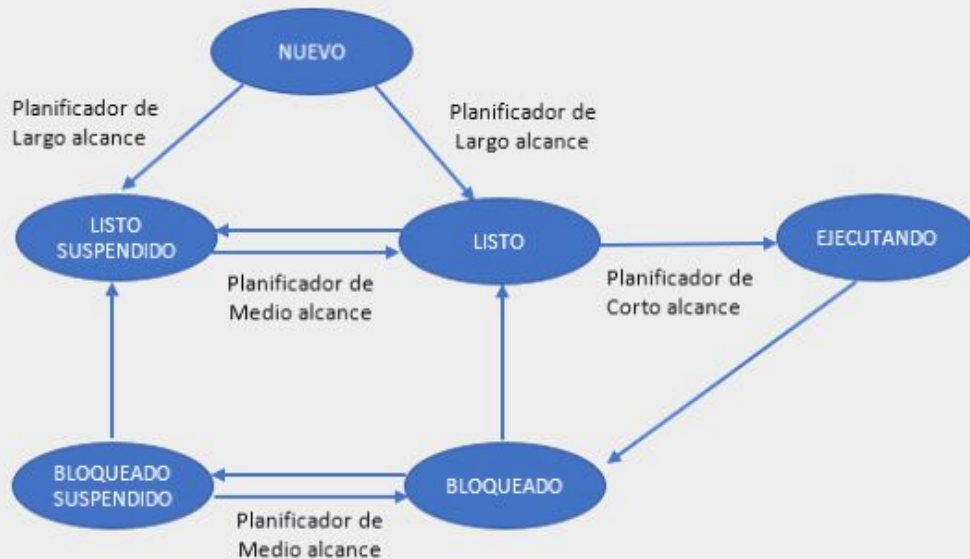 NUEVO
Planificador de
Largo alcance
Planificador de
Largo alcance
LISTO
SUSPENDIDO
LISTO
EJECUTANDO
Planificador de
Medio alcance
Planificador de
Corto alcance
BLOQUEADO
SUSPENDIDO
BLOQUEADO
Planificador de
Medio alcance